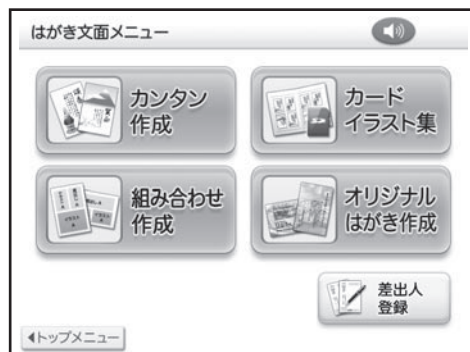 はがき文面メニュー
カンタン
作成
カード
イラスト集
組み合わせ
作成
オリジナル
はがき作成
差出人
登録
トップメニュー